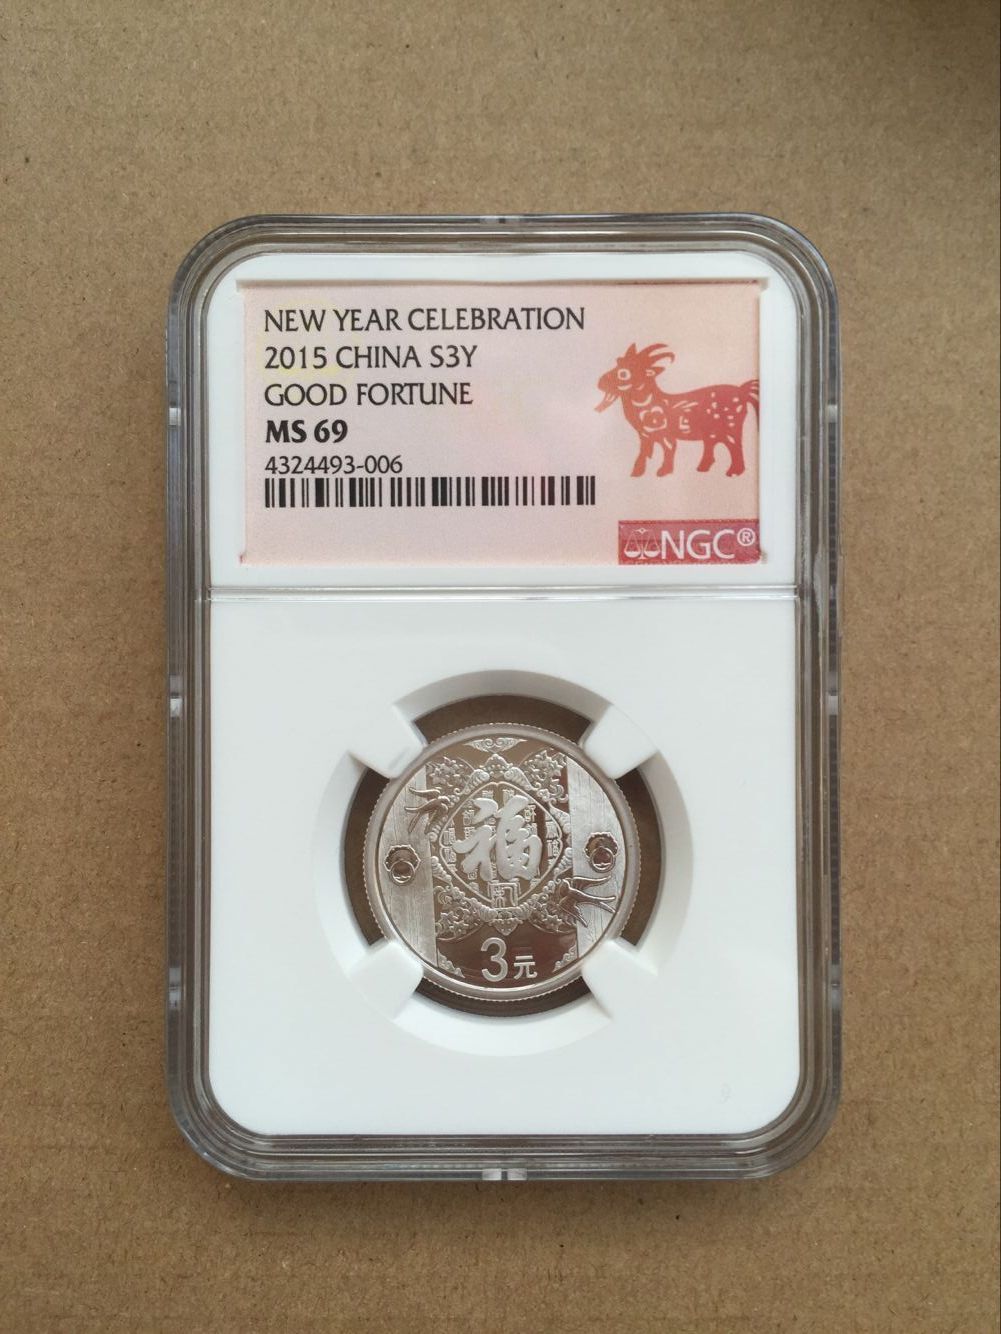 NEW YEAR CELEBRATION
2015 CHINA S3Y
GOOD FORTUNE
MS 69
4324493-006
NGC®
福
3元